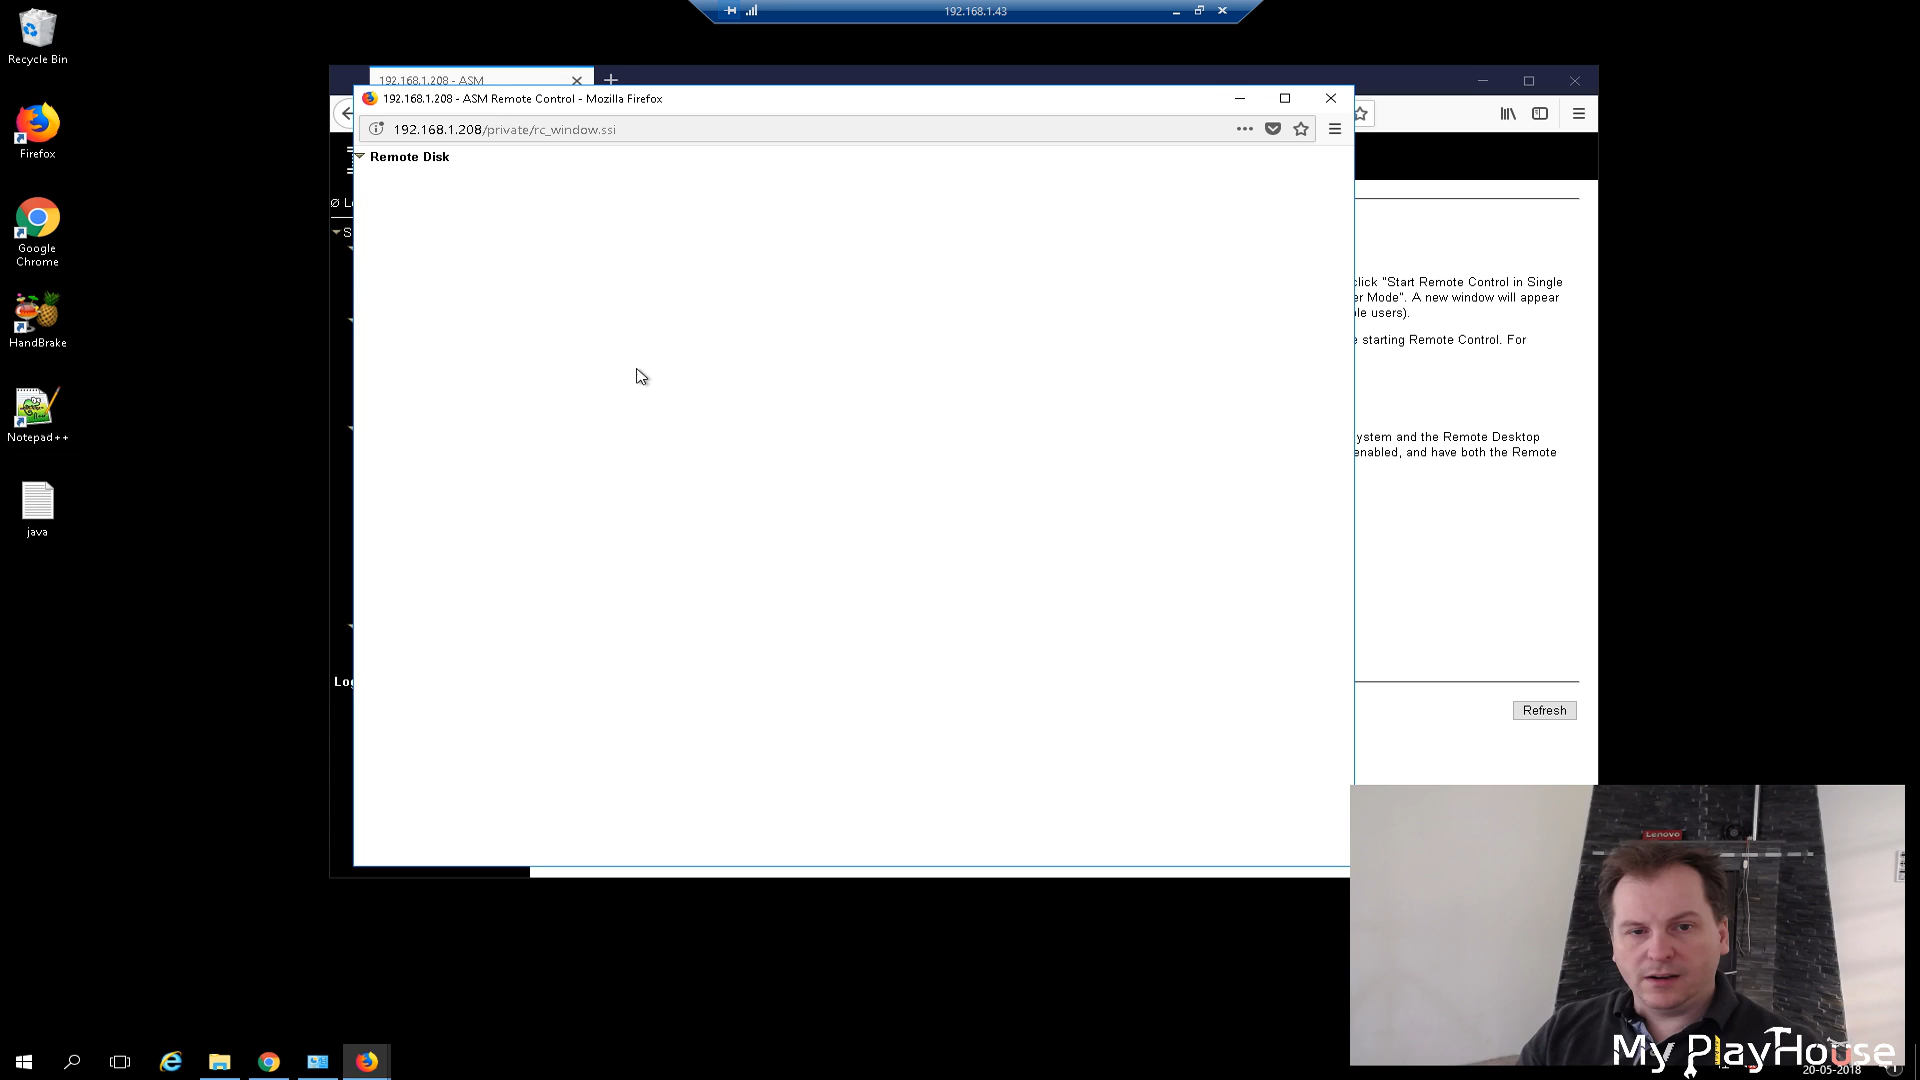 192.168.1.43
Recycle Bin
Firefox
Google
Chrome
HandBrake
Notepad++
java
192.168.1.208 - ASM
192.168.1.208 - ASM Remote Control - Mozilla Firefox
192.168.1.208/private/rc_window.ssi
Remote Disk
L
S
click "Start Remote Control in Single
er Mode". A new window will appear
le users).
e starting Remote Control. For
ystem and the Remote Desktop
enabled, and have both the Remote
Log
Refresh
Lenovo
My PlayHouse
20-05-2018